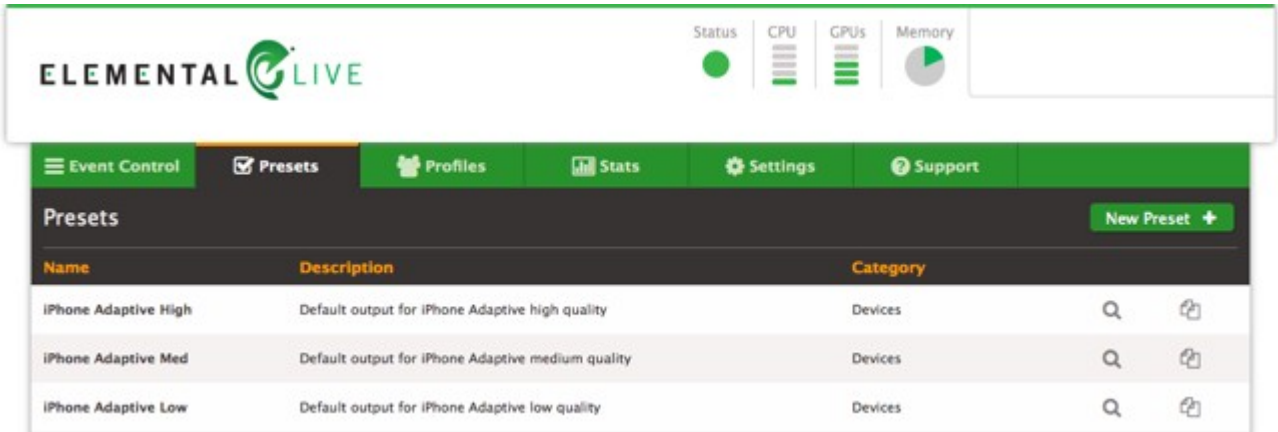 Status CPU GPUs Memory
ELEMENTAL LIVE
Event Control Presets Profiles Stats Settings Support
Presets New Preset +
Name Description Category
iPhone Adaptive High Default output for iPhone Adaptive high quality Devices
iPhone Adaptive Med Default output for iPhone Adaptive medium quality Devices
iPhone Adaptive Low Default output for iPhone Adaptive low quality Devices